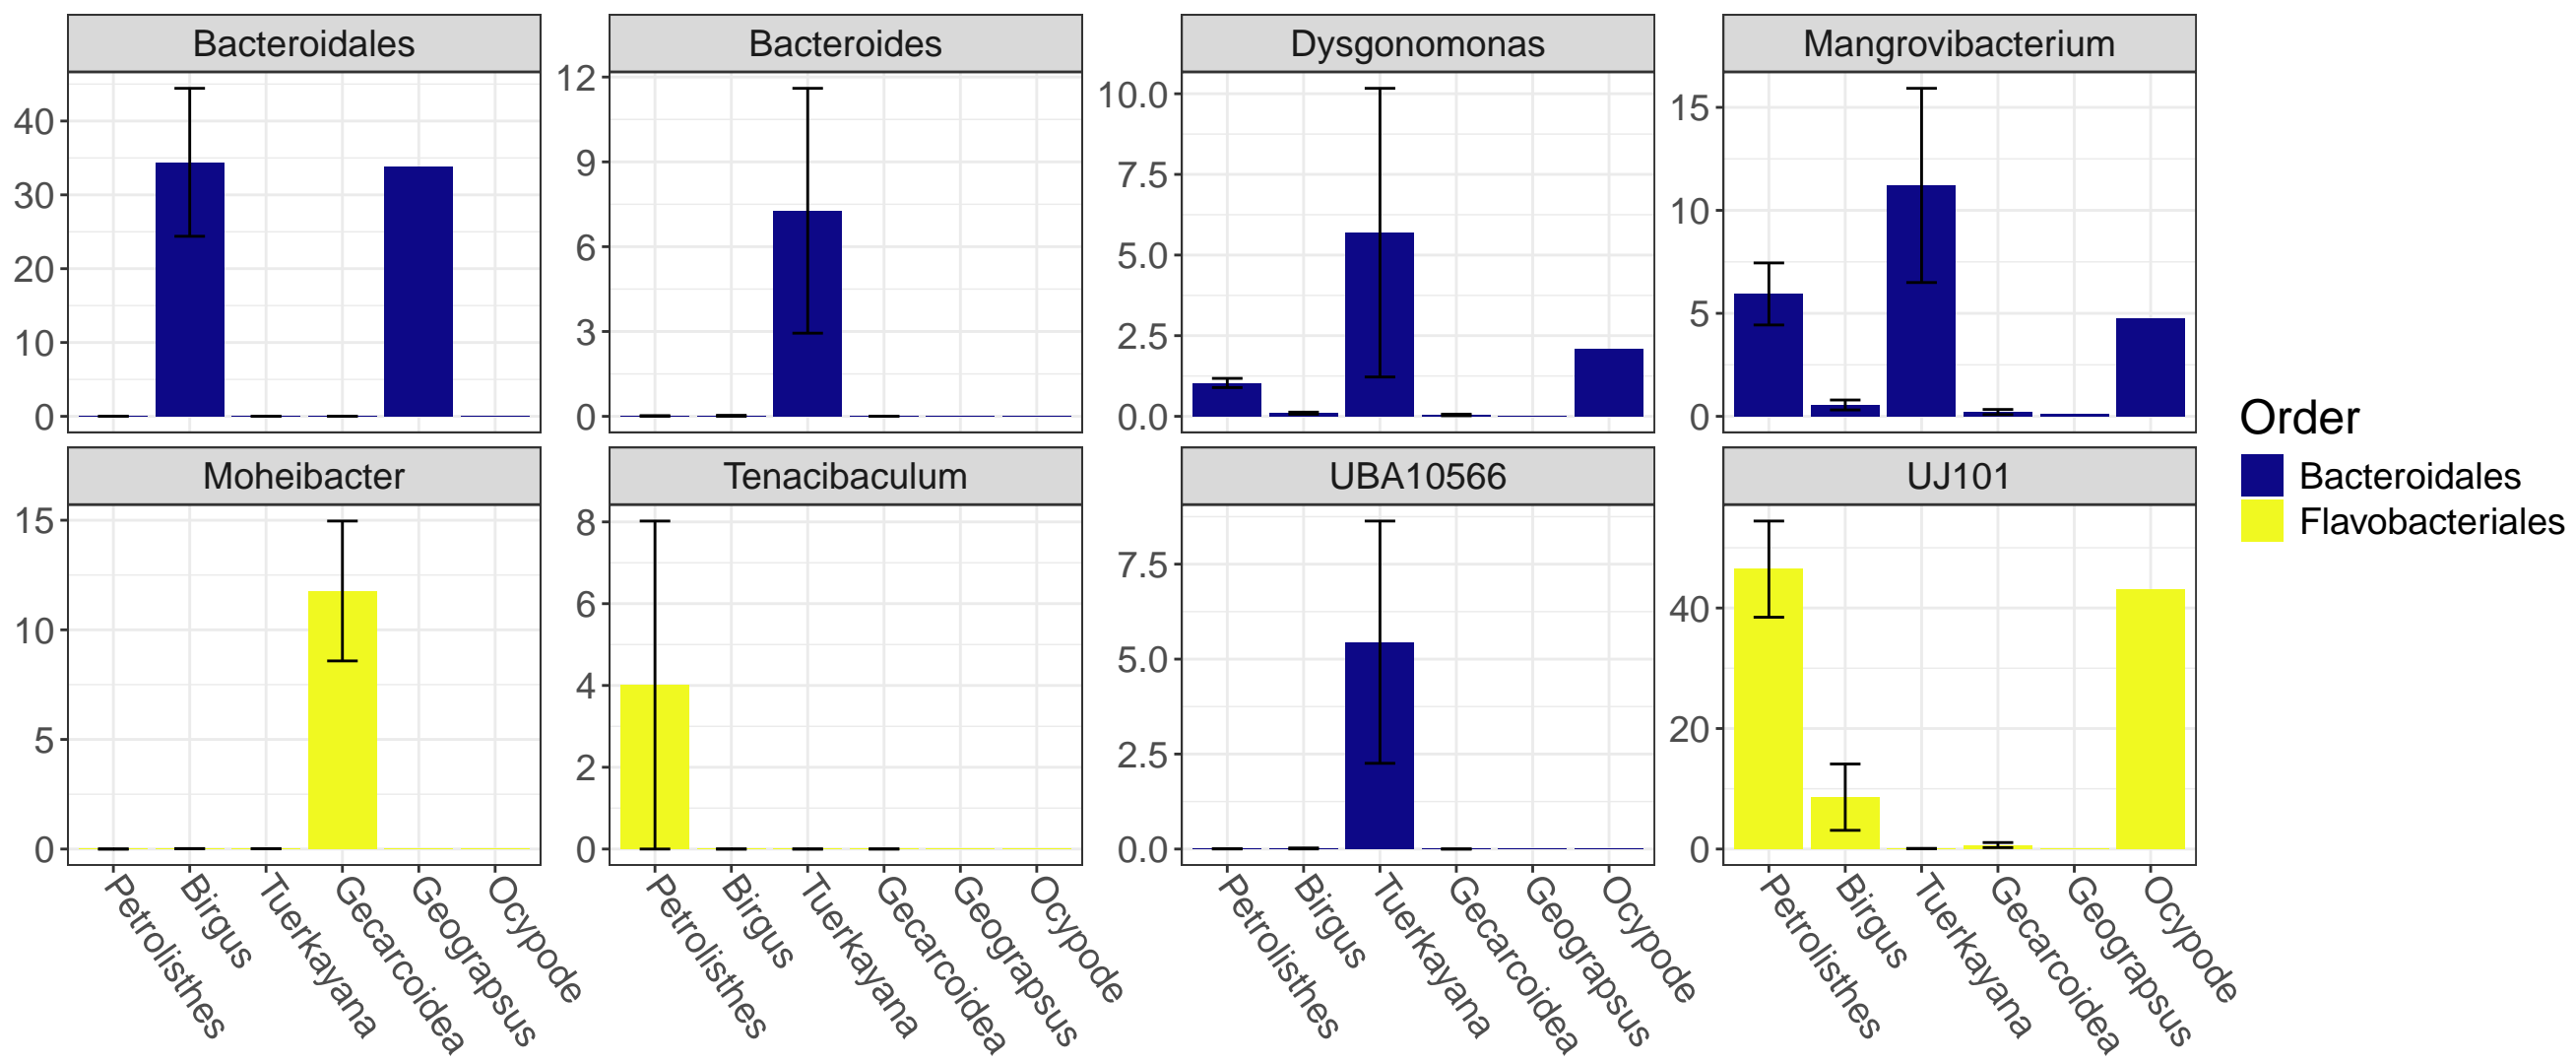 Bacteroidales
Bacteroides
Dysgonomonas
Mangrovibacterium
40
30
20
10
0
12
9
6
3
0
10.0
7.5
5.0
2.5
0.0
15
10
5
0
Moheibacter
Tenacibaculum
UBA10566
UJ101
15
10
5
0
8
6
4
2
0
7.5
5.0
2.5
0.0
40
20
0
Petrolisthes
Birgus
Tuerkayana
Gecarcoidea
Geograpsus
Ocypode
Petrolisthes
Birgus
Tuerkayana
Gecarcoidea
Geograpsus
Ocypode
Petrolisthes
Birgus
Tuerkayana
Gecarcoidea
Geograpsus
Ocypode
Petrolisthes
Birgus
Tuerkayana
Gecarcoidea
Geograpsus
Ocypode
Order
Bacteroidales
Flavobacteriales